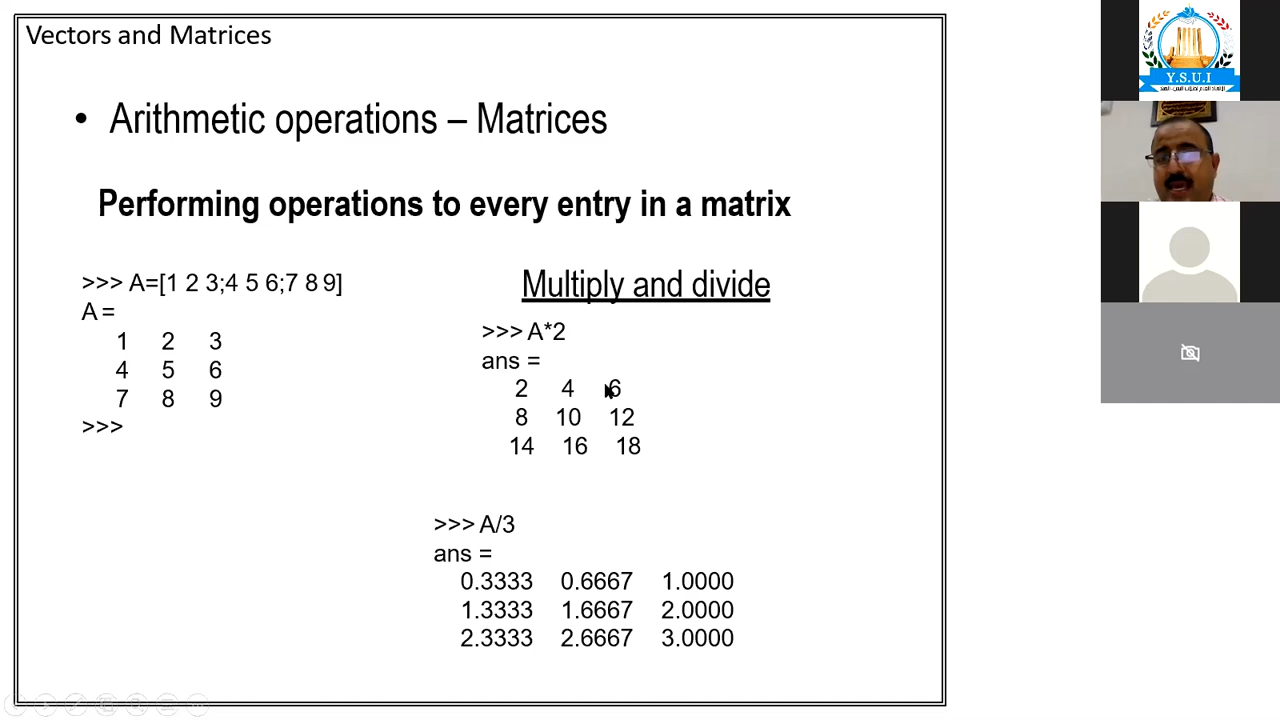 Vectors and Matrices
• Arithmetic operations – Matrices
Performing operations to every entry in a matrix
>>> A=[1 2 3;4 5 6;7 8 9]
A =
1 2 3
4 5 6
7 8 9
>>>
Multiply and divide
>>> A*2
ans =
2 4 6
8 10 12
14 16 18
>>> A/3
ans =
0.3333 0.6667 1.0000
1.3333 1.6667 2.0000
2.3333 2.6667 3.0000
Y.S.U.I